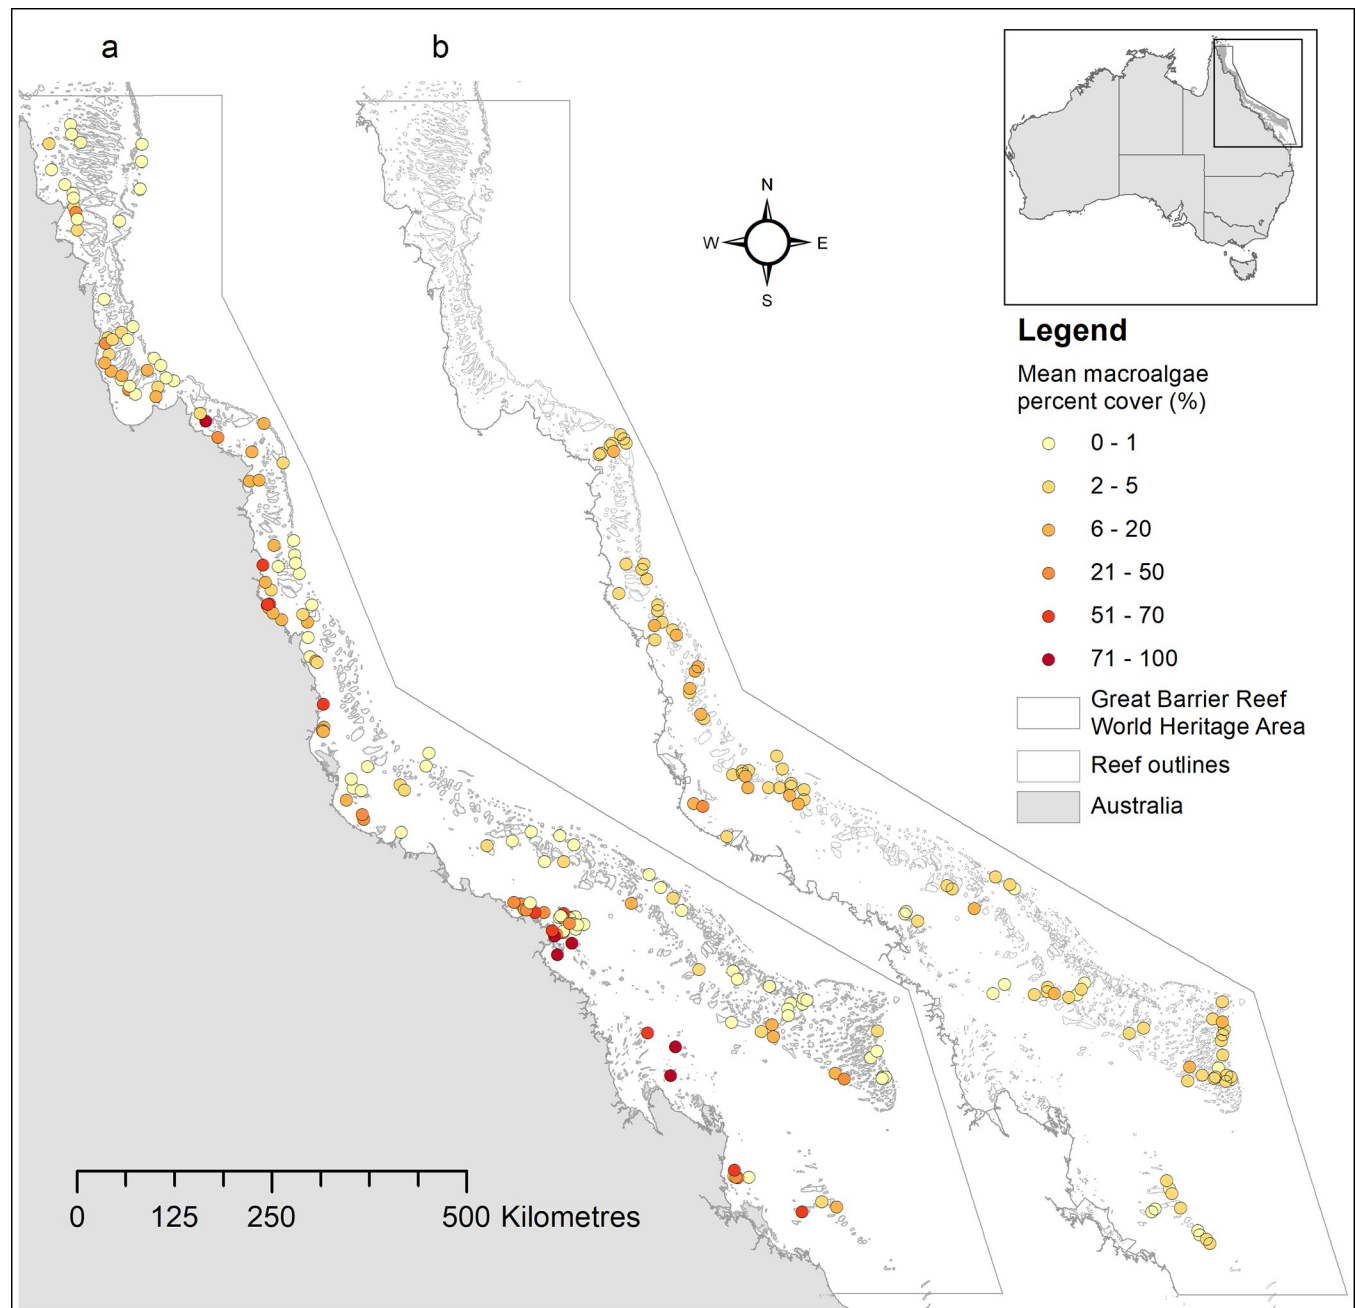 a
b
N
W
E
S
Legend
Mean macroalgae
percent cover (%)
0 - 1
2 - 5
6 - 20
21 - 50
51 - 70
71 - 100
Great Barrier Reef
World Heritage Area
Reef outlines
Australia
0 125 250 500 Kilometres